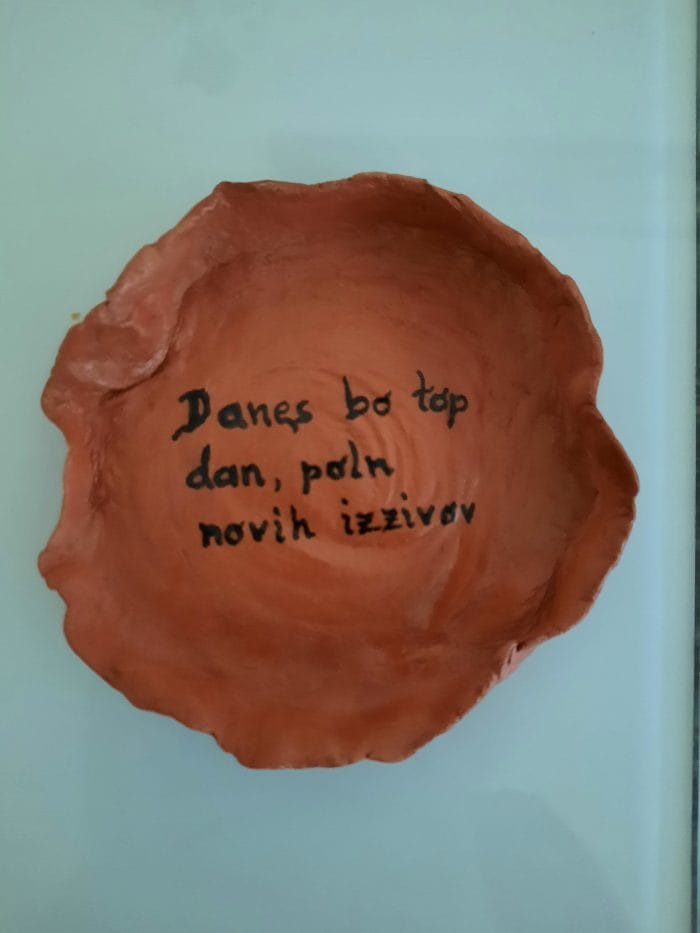 Danes bo top
dan, poln
novih izzivov